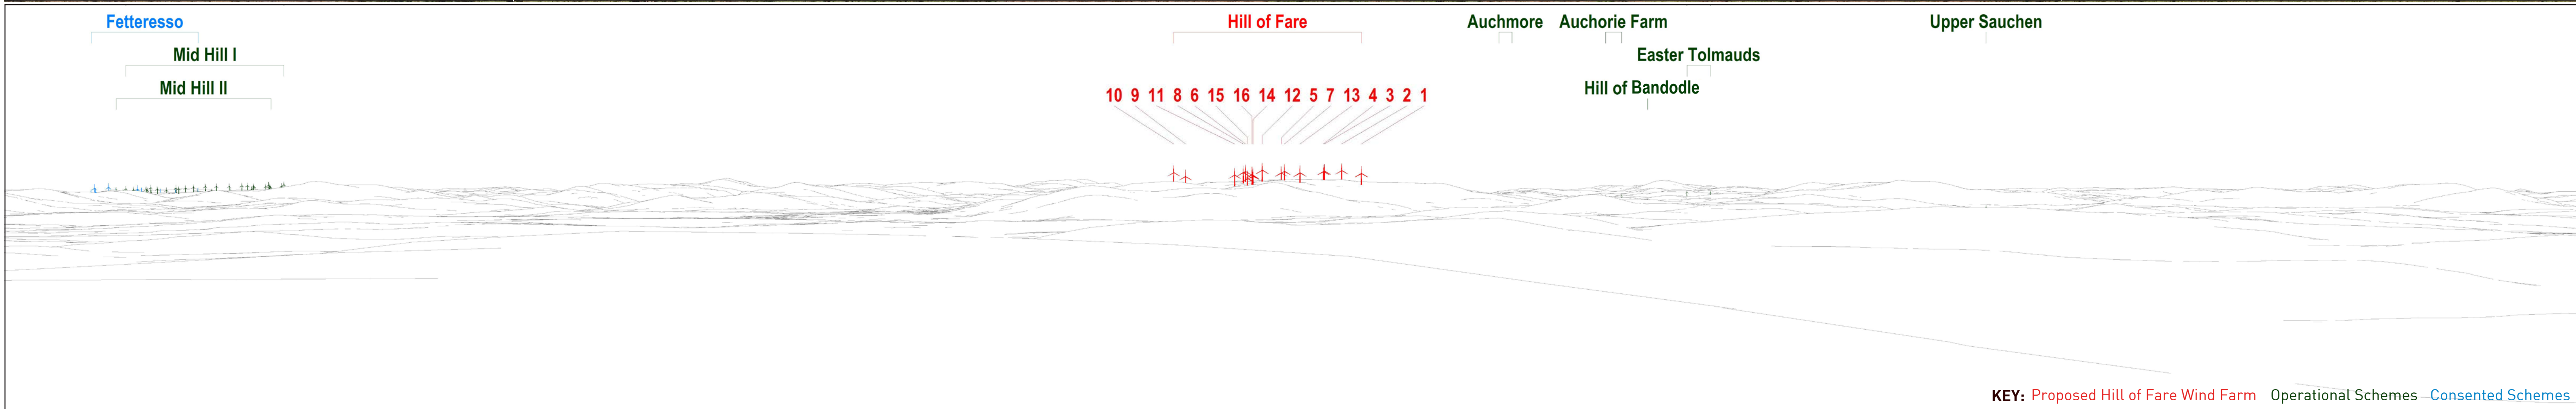 Fetteresso Hill of Fare Auchmore Auchorie Farm Upper Sauchen
Mid Hill I Easter Tolmauds
Mid Hill II Hill of Bandodle
10 9 11 8 6 15 16 14 12 5 7 13 4 3 2 1
KEY: Proposed Hill of Fare Wind Farm Operational Schemes Consented Schemes